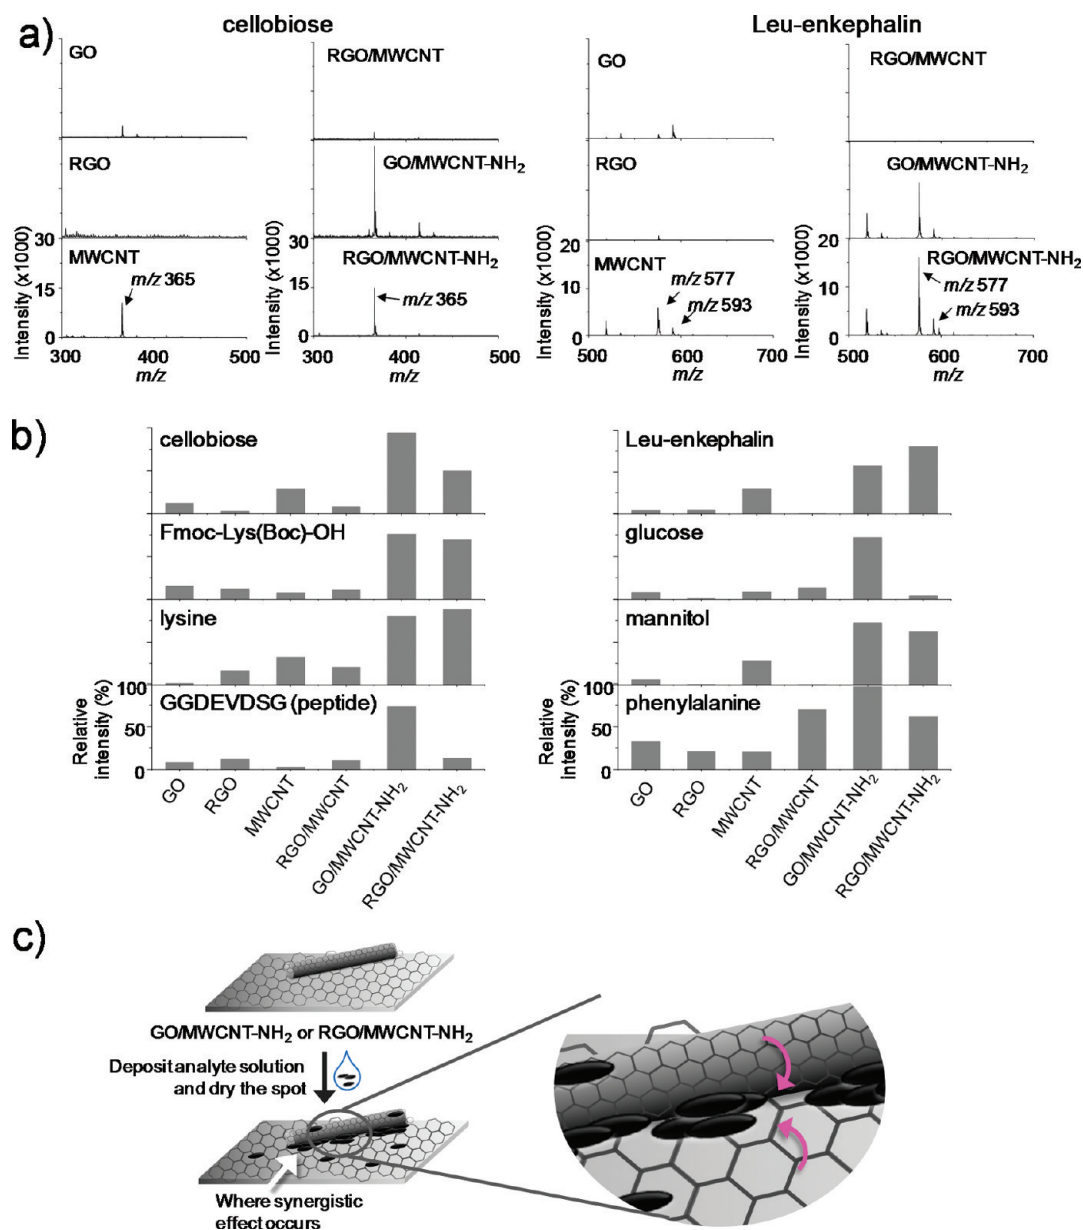 a)
cellobiose
Leu-enkephalin
GO
RGO/MWCNT
RGO
GO/MWCNT-NH2
MWCNT
m/z 365
RGO/MWCNT-NH2
m/z 365
Intensity (x1000)
30
15
0
300
400
500
m/z
Intensity (x1000)
30
15
0
300
400
500
m/z
GO
RGO/MWCNT
RGO
GO/MWCNT-NH2
MWCNT
m/z 577
m/z 593
RGO/MWCNT-NH2
m/z 577
m/z 593
Intensity (x1000)
20
10
0
500
600
700
m/z
Intensity (x1000)
20
10
0
500
600
700
m/z
b)
cellobiose
Fmoc-Lys(Boc)-OH
lysine
GGDEVDSG (peptide)
Relative
intensity (%)
100
50
0
GO
RGO
MWCNT
RGO/MWCNT
GO/MWCNT-NH2
RGO/MWCNT-NH2
Leu-enkephalin
glucose
mannitol
phenylalanine
Relative
intensity (%)
100
50
0
GO
RGO
MWCNT
RGO/MWCNT
GO/MWCNT-NH2
RGO/MWCNT-NH2
c)
GO/MWCNT-NH2 or RGO/MWCNT-NH2
Deposit analyte solution
and dry the spot
Where synergistic
effect occurs